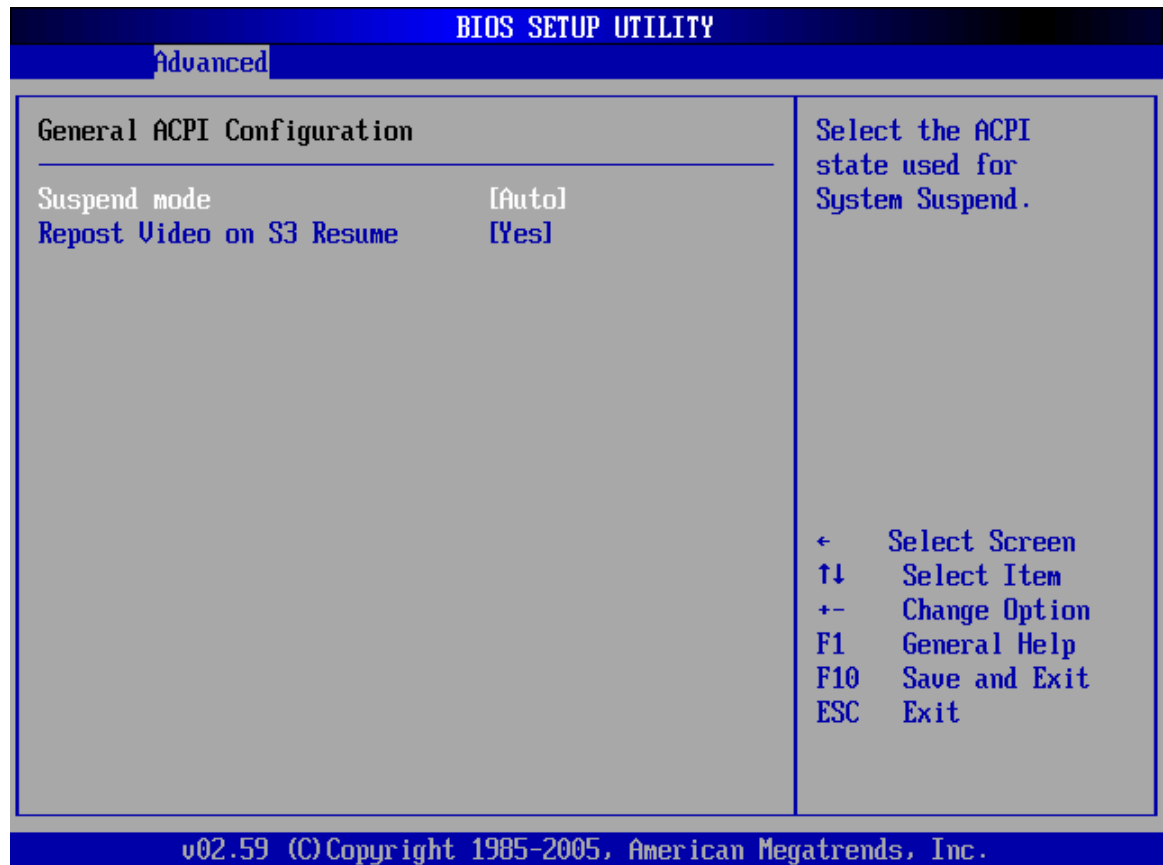 BIOS SETUP UTILITY
Advanced
General ACPI Configuration
Suspend mode [Auto]
Repost Video on S3 Resume [Yes]
Select the ACPI
state used for
System Suspend.
← Select Screen
↑↓ Select Item
+- Change Option
F1 General Help
F10 Save and Exit
ESC Exit
v02.59 (C)Copyright 1985-2005, American Megatrends, Inc.